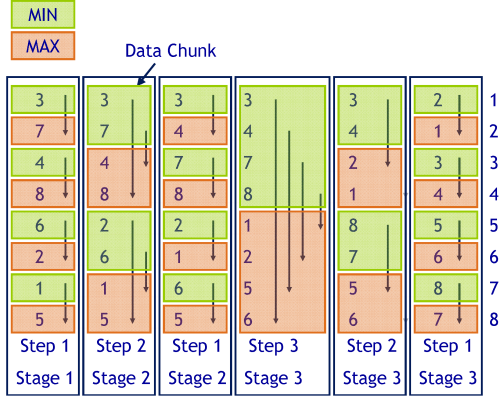 MIN
MAX
Data Chunk
3 3 3 3 3 2 1
7 7 4 4 4 1 2
4 4 7 7 2 3 3
8 8 8 8 1 4 4
6 2 2 1 8 5 5
2 6 1 2 7 6 6
1 1 6 5 5 8 7
5 5 5 6 6 7 8
Step 1 Step 2 Step 1 Step 3 Step 2 Step 1
Stage 1 Stage 2 Stage 2 Stage 3 Stage 3 Stage 3